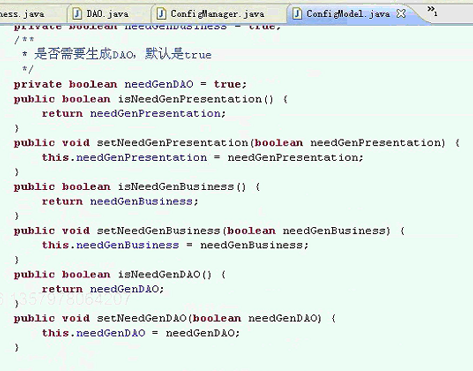 ness.java DAO.java ConfigManager.java ConfigModel.java 1
private boolean needGenBusiness = true;
/**
* 是否需要生成DAO，默认是true
*/
private boolean needGenDAO = true;
public boolean isNeedGenPresentation() {
return needGenPresentation;
}
public void setNeedGenPresentation(boolean needGenPresentation) {
this.needGenPresentation = needGenPresentation;
}
public boolean isNeedGenBusiness() {
return needGenBusiness;
}
public void setNeedGenBusiness(boolean needGenBusiness) {
this.needGenBusiness = needGenBusiness;
}
public boolean isNeedGenDAO() {
return needGenDAO;
}
public void setNeedGenDAO(boolean needGenDAO) {
this.needGenDAO = needGenDAO;
}